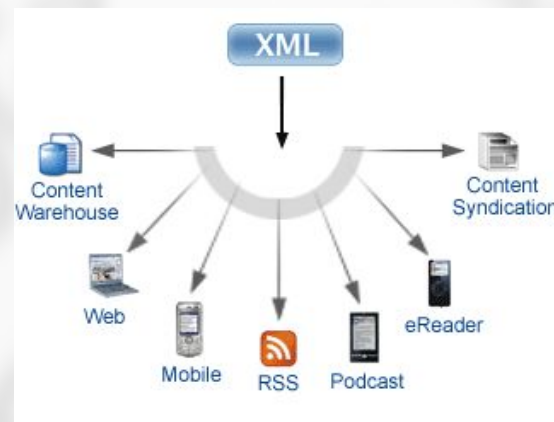 XML
Content
Warehouse
Content
Syndication
Web
eReader
Mobile
RSS
Podcast